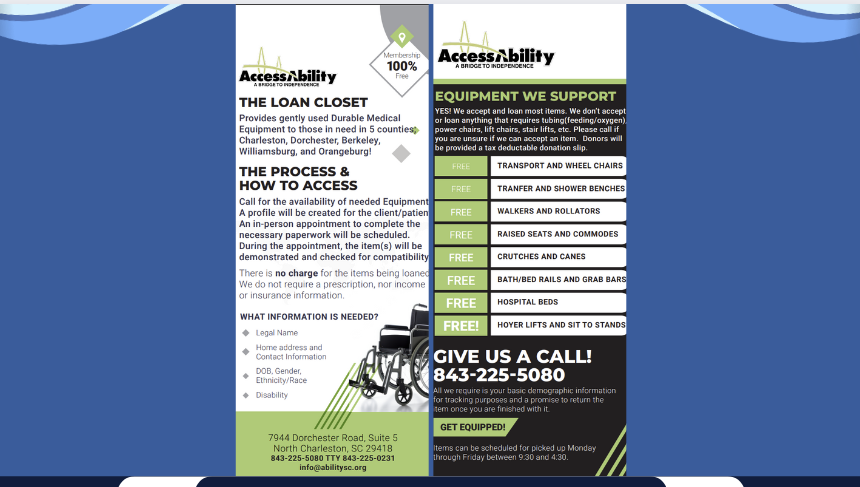 Membership
100%
Free
AccessAbility
A BRIDGE TO INDEPENDENCE
THE LOAN CLOSET
Provides gently used Durable Medical
Equipment to those in need in 5 counties,
Charleston, Dorchester, Berkeley,
Williamsburg, and Orangeburg!
THE PROCESS &
HOW TO ACCESS
Call for the availability of needed Equipment
A profile will be created for the client/patien
An in-person appointment to complete the
necessary paperwork will be scheduled.
During the appointment, the item(s) will be
demonstrated and checked for compatibility
There is no charge for the items being loaned
We do not require a prescription, nor income
or insurance information.
WHAT INFORMATION IS NEEDED?
Legal Name
Home address and
Contact Information
DOB, Gender,
Ethnicity/Race
Disability
7944 Dorchester Road, Suite 5
North Charleston, SC 29418
843-225-5080 TTY 843-225-0231
info@abilitysc.org
AccessAbility
A BRIDGE TO INDEPENDENCE
EQUIPMENT WE SUPPORT
YES! We accept and loan most items. We don't accept
or loan anything that requires tubing(feeding/oxygen),
power chairs, lift chairs, stair lifts, etc. Please call if
you are unsure if we can accept an item. Donors will
be provided a tax deductable donation slip.
FREE TRANSPORT AND WHEEL CHAIRS
FREE TRANFER AND SHOWER BENCHES
FREE WALKERS AND ROLLATORS
FREE RAISED SEATS AND COMMODES
FREE CRUTCHES AND CANES
FREE BATH/BED RAILS AND GRAB BARS
FREE HOSPITAL BEDS
FREE! HOYER LIFTS AND SIT TO STANDS
GIVE US A CALL!
843-225-5080
All we require is your basic demographic information
for tracking purposes and a promise to return the
item once you are finished with it.
GET EQUIPPED!
Items can be scheduled for picked up Monday
through Friday between 9:30 and 4:30.